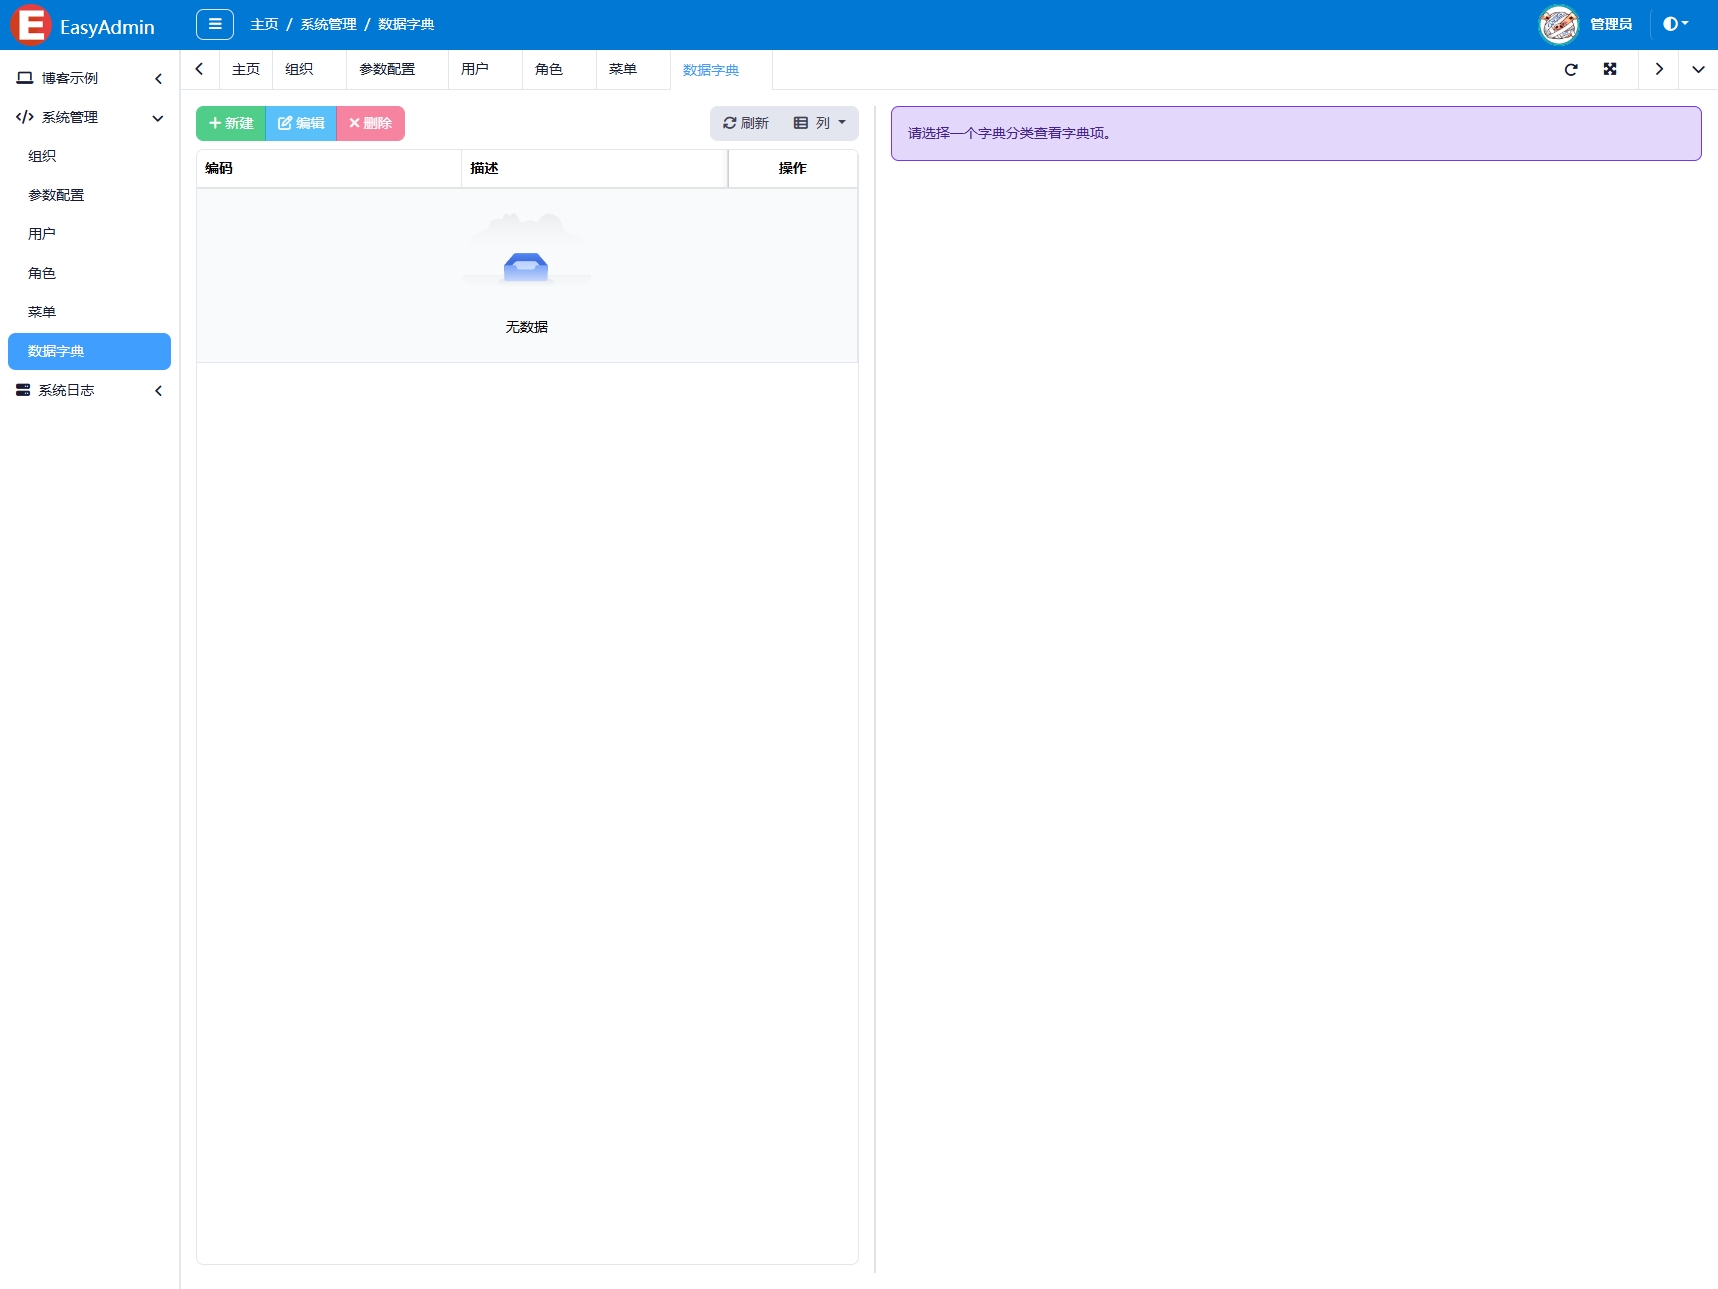 E EasyAdmin
主页 / 系统管理 / 数据字典
管理员
博客示例
系统管理
组织
参数配置
用户
角色
菜单
数据字典
系统日志
主页 组织 参数配置 用户 角色 菜单 数据字典
新建 编辑 删除 刷新 列
编码 描述 操作
无数据
请选择一个字典分类查看字典项。